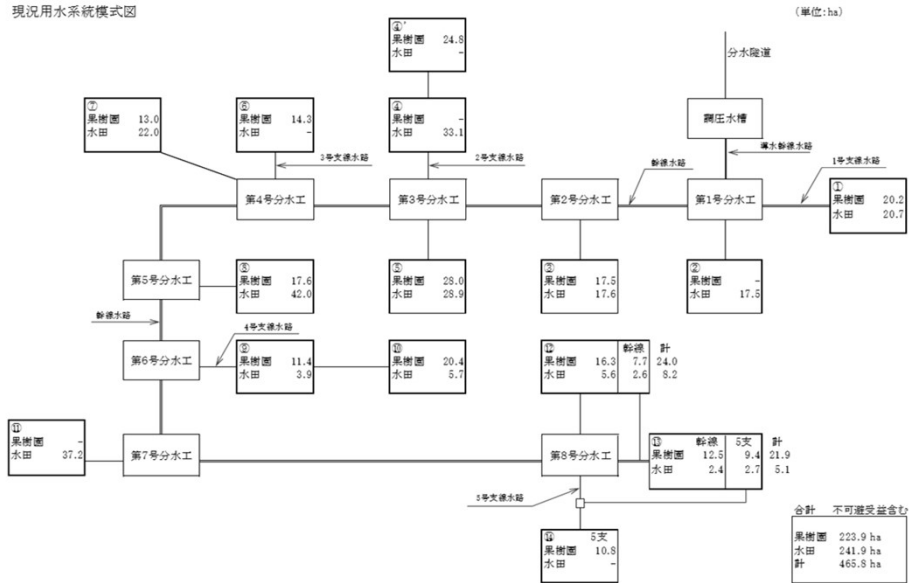 現況用水系統模式図
(単位:ha)
④'
果樹園 24.8
水田 -
分水隧道
⑦
果樹園 13.0
水田 22.0
⑥
果樹園 14.3
水田 -
④
果樹園 -
水田 33.1
調圧水槽
3号支線水路
2号支線水路
幹線水路
導水幹線水路
1号支線水路
第4号分水工
第3号分水工
第2号分水工
第1号分水工
①
果樹園 20.2
水田 20.7
第5号分水工
⑧
果樹園 17.6
水田 42.0
⑤
果樹園 28.0
水田 28.9
③
果樹園 17.5
水田 17.6
②
果樹園 -
水田 17.5
幹線水路
4号支線水路
第6号分水工
⑨
果樹園 11.4
水田 3.9
⑩
果樹園 20.4
水田 5.7
⑫ 幹線 計
果樹園 16.3 7.7 24.0
水田 5.6 2.6 8.2
⑪
果樹園 -
水田 37.2
第7号分水工
第8号分水工
⑬ 幹線 5支 計
果樹園 12.5 9.4 21.9
水田 2.4 2.7 5.1
5号支線水路
⑭ 5支
果樹園 10.8
水田 -
合計 不可避受益含む
果樹園 223.9 ha
水田 241.9 ha
計 465.8 ha